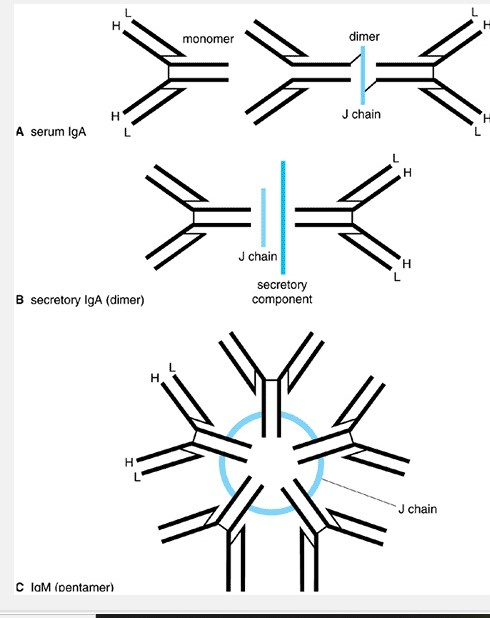 L
H
monomer
dimer
L
H
H
L
J chain
H
L
A serum IgA
L
H
J chain
H
L
secretory
component
B secretory IgA (dimer)
L
H
H
L
J chain
C IgM (pentamer)